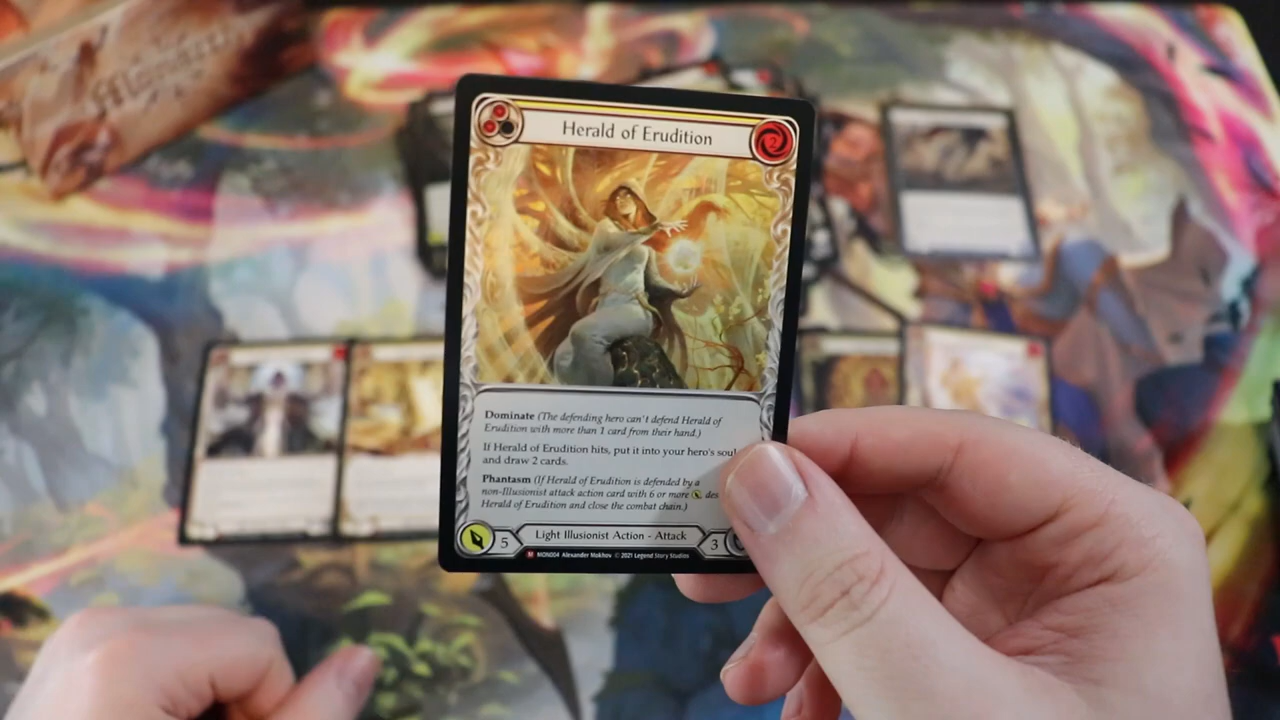 Herald of Erudition
Dominate (The defending hero can't defend Herald of
Erudition with more than 1 card from their hand.)
If Herald of Erudition hits, put it into your hero's soul
and draw 2 cards.
Phantasm (If Herald of Erudition is defended by a
non-Illusionist attack action card with 6 or more des
Herald of Erudition and close the combat chain.)
5 Light Illusionist Action - Attack 3
M MON004 Alexander Mokhov © 2021 Legend Story Studios